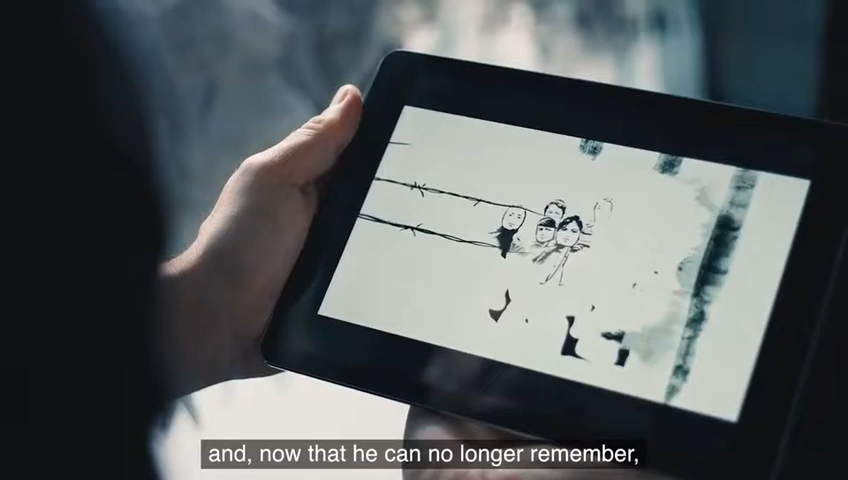 and, now that he can no longer remember,